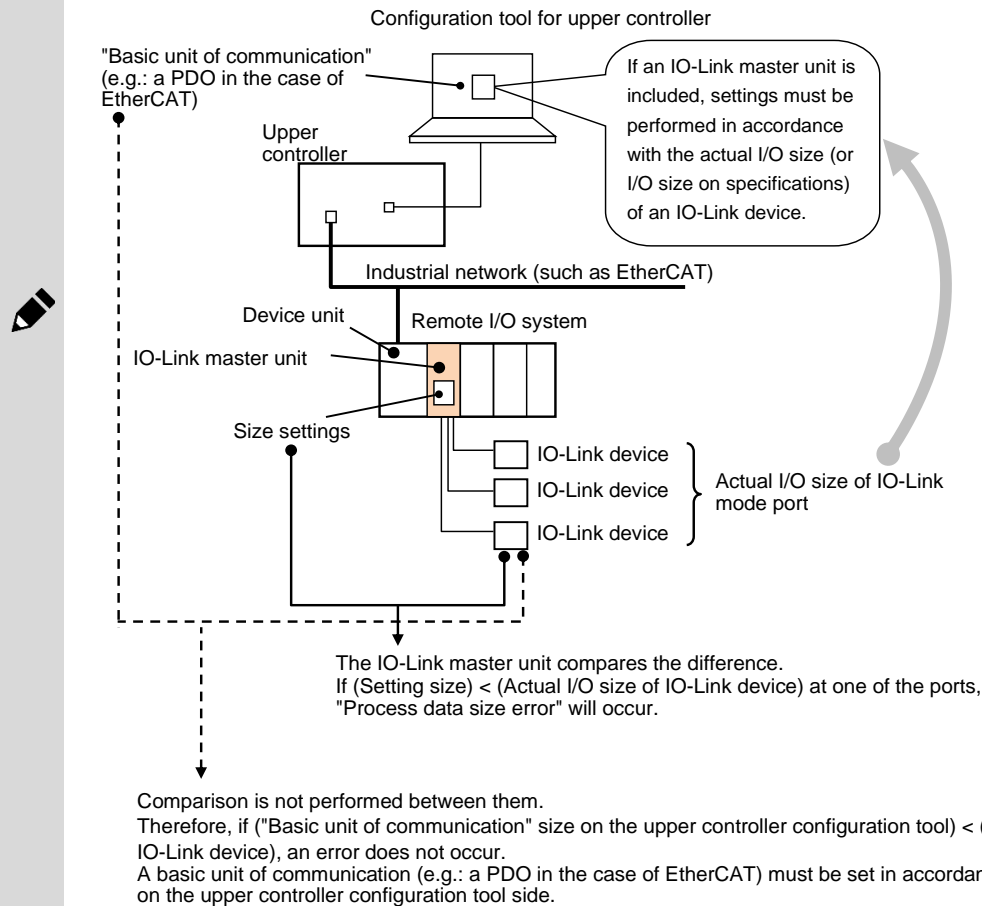 Configuration tool for upper controller
"Basic unit of communication"
(e.g.: a PDO in the case of
EtherCAT)
If an IO-Link master unit is
included, settings must be
performed in accordance
with the actual I/O size (or
I/O size on specifications)
of an IO-Link device.
Upper
controller
Industrial network (such as EtherCAT)
Device unit
Remote I/O system
IO-Link master unit
Size settings
IO-Link device
IO-Link device
IO-Link device
Actual I/O size of IO-Link
mode port
The IO-Link master unit compares the difference.
If (Setting size) < (Actual I/O size of IO-Link device) at one of the ports,
"Process data size error" will occur.
Comparison is not performed between them.
Therefore, if ("Basic unit of communication" size on the upper controller configuration tool) < (
IO-Link device), an error does not occur.
A basic unit of communication (e.g.: a PDO in the case of EtherCAT) must be set in
on the upper controller configuration tool side.